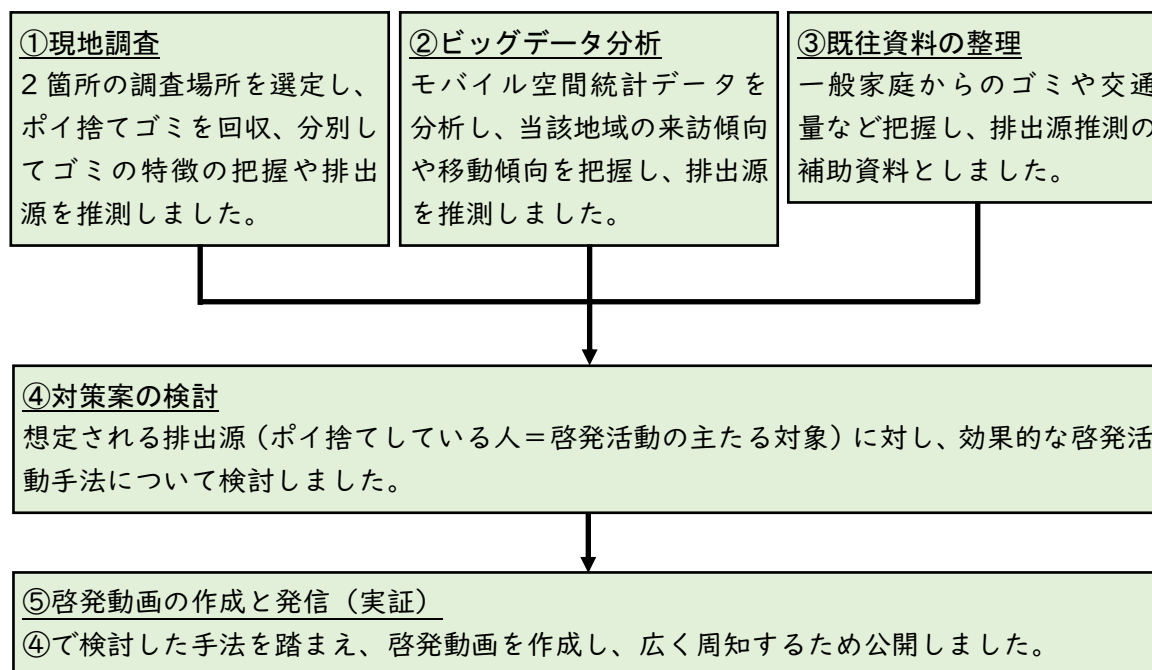 ①現地調査
2箇所の調査場所を選定し、
ポイ捨てゴミを回収、分別し
てゴミの特徴の把握や排出
源を推測しました。
②ビッグデータ分析
モバイル空間統計データを
分析し、当該地域の来訪傾向
や移動傾向を把握し、排出源
を推測しました。
③既往資料の整理
一般家庭からのゴミや交通
量など把握し、排出源推測の
補助資料としました。
④対策案の検討
想定される排出源（ポイ捨てしている人＝啓発活動の主たる対象）に対し、効果的な啓発活
動手法について検討しました。
⑤啓発動画の作成と発信（実証）
④で検討した手法を踏まえ、啓発動画を作成し、広く周知するため公開しました。